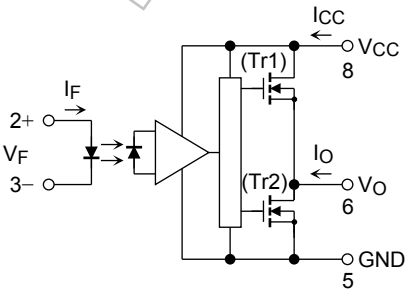 ICC
VCC
8
(Tr1)
IF
2+
VF
3−
IO
VO
6
(Tr2)
GND
5